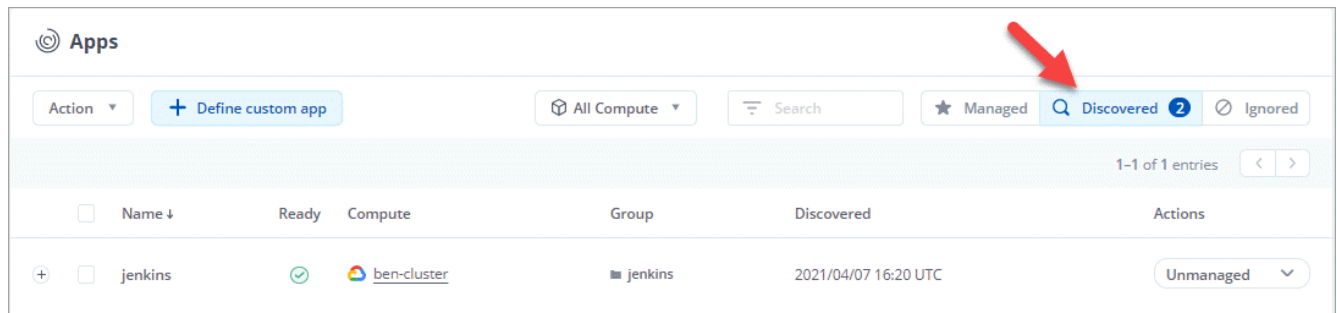 Apps
Action + Define custom app All Compute Search Managed Discovered 2 Ignored
1–1 of 1 entries < >
Name ↓ Ready Compute Group Discovered Actions
jenkins ben-cluster jenkins 2021/04/07 16:20 UTC Unmanaged